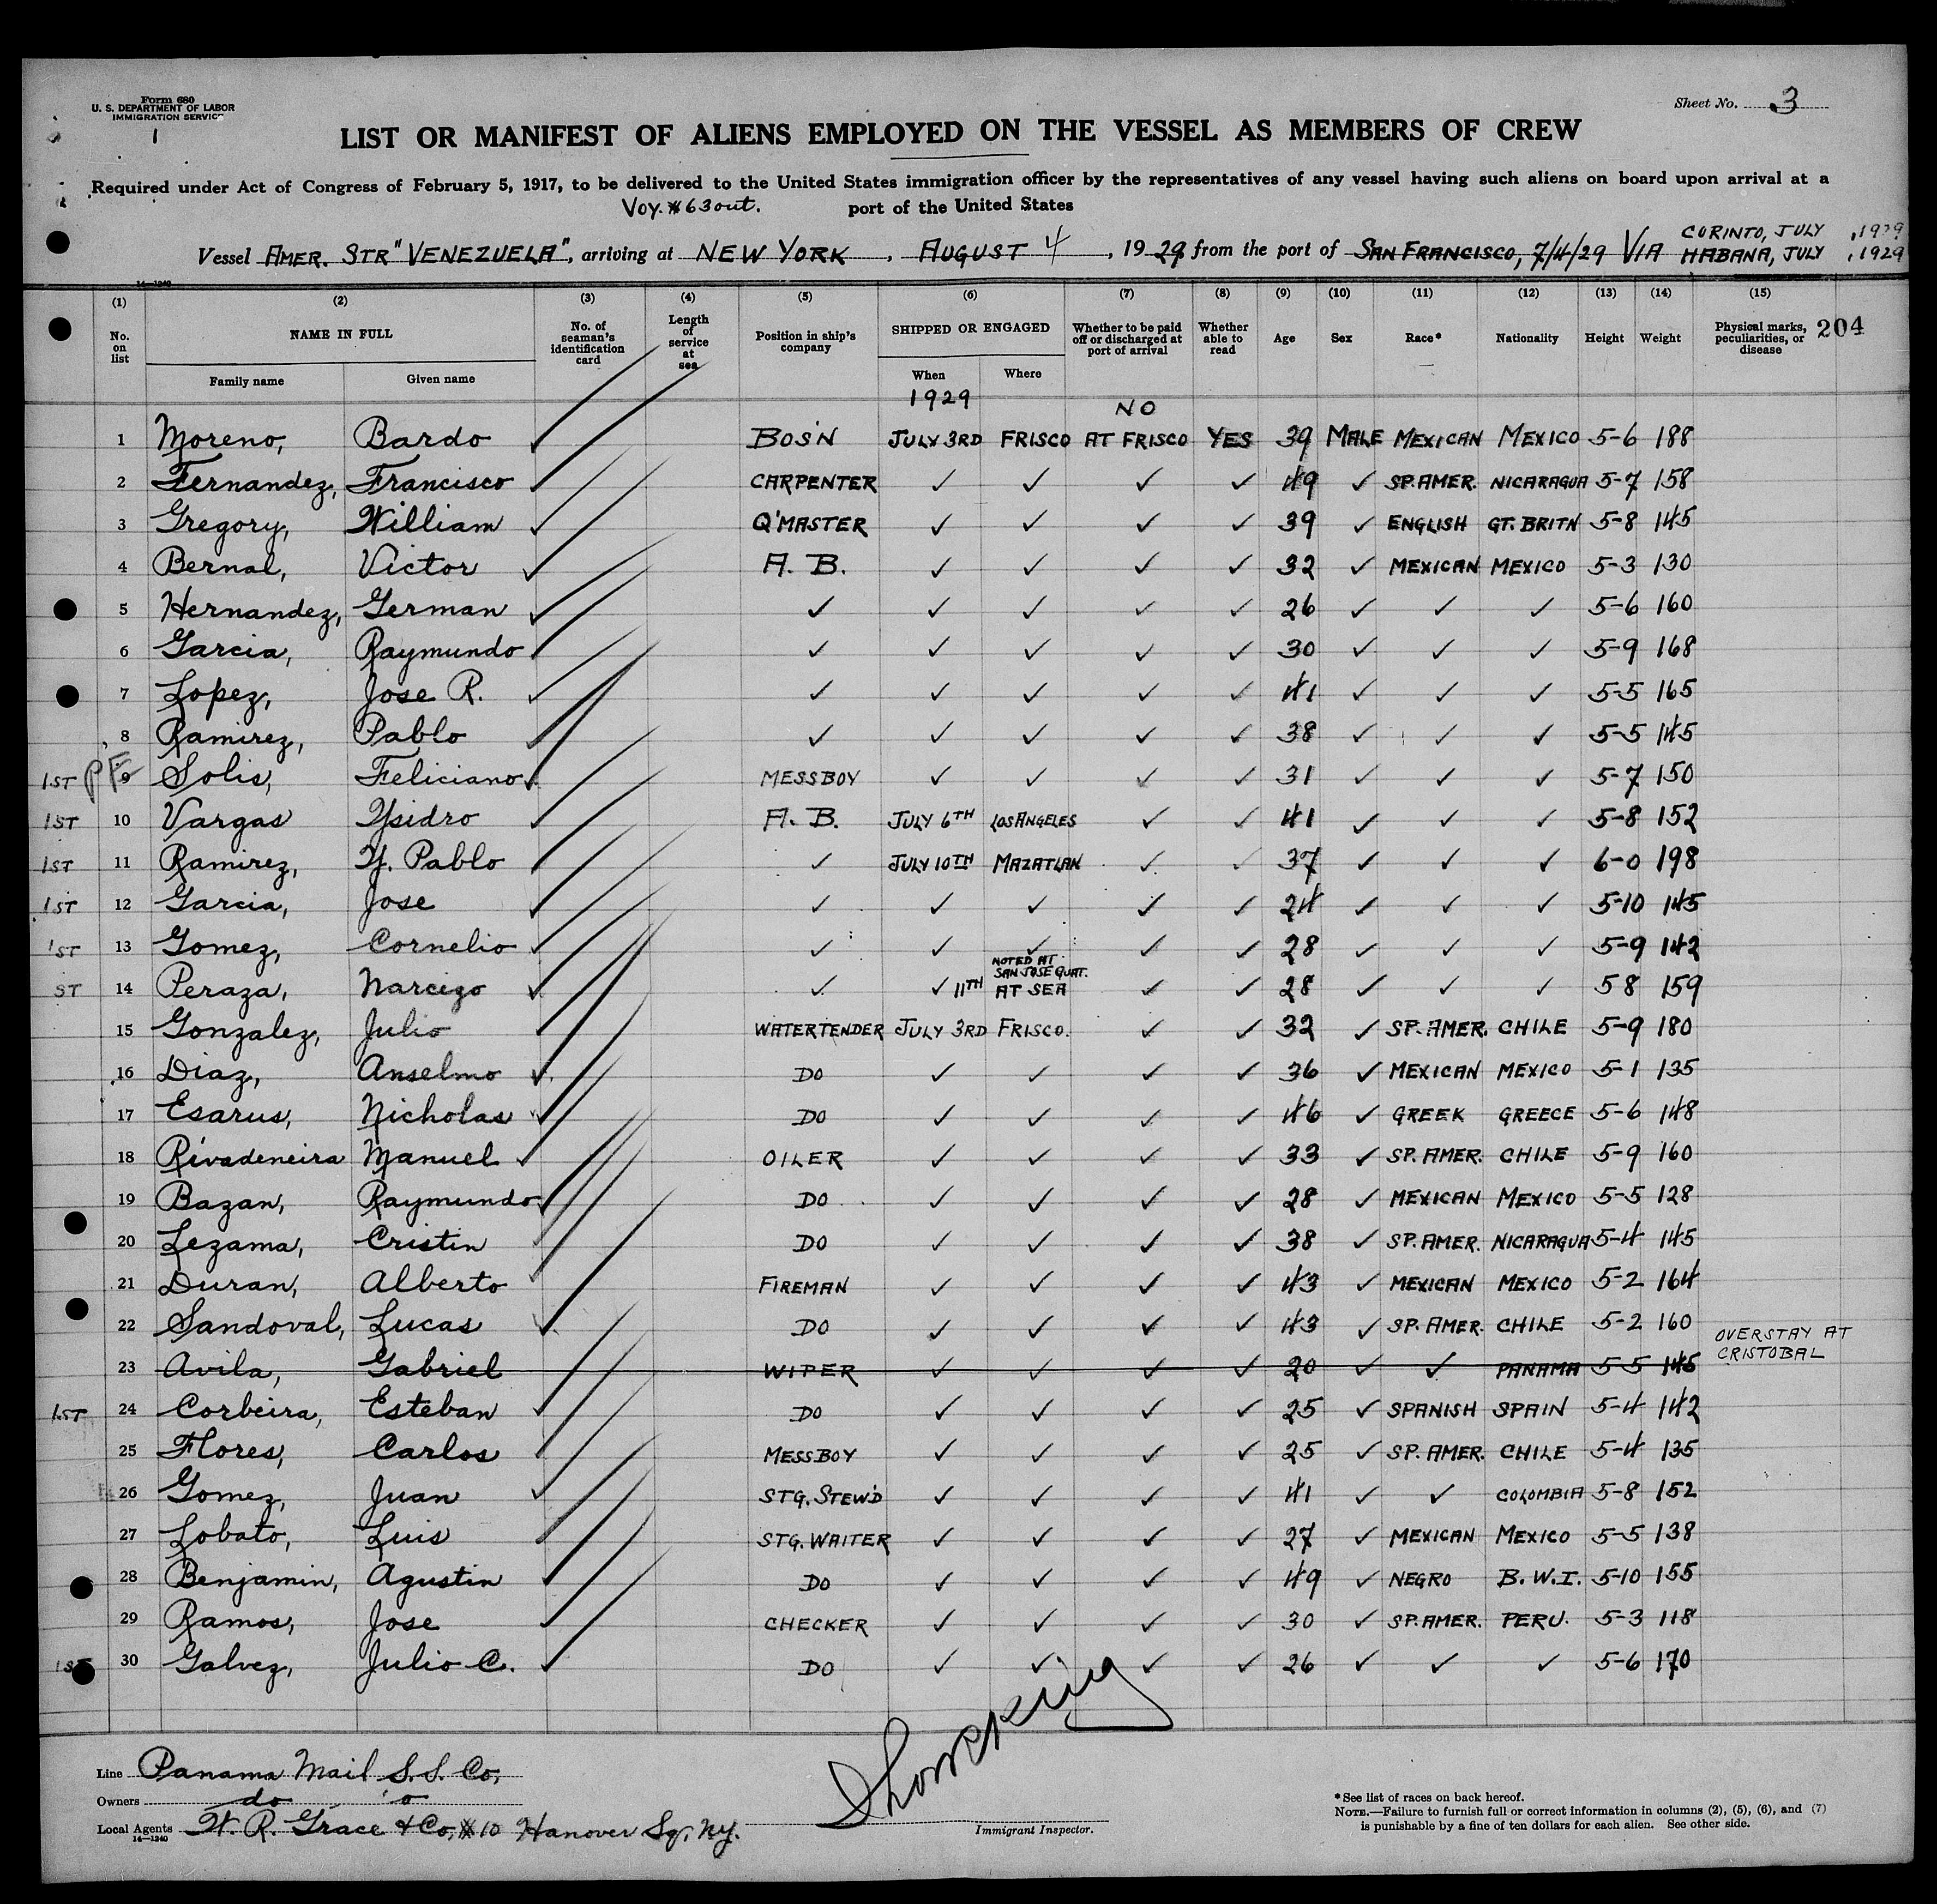 Form 680
U. S. DEPARTMENT OF LABOR
IMMIGRATION SERVICE
1
Sheet No. 3
LIST OR MANIFEST OF ALIENS EMPLOYED ON THE VESSEL AS MEMBERS OF CREW
Required under Act of Congress of February 5, 1917, to be delivered to the United States immigration officer by the representatives of any vessel having such aliens on board upon arrival at a
Voy. #63 out. port of the United States
CORINTO, JULY , 1929
Vessel AMER. STR "VENEZUELA", arriving at NEW YORK, AUGUST 4, 1929 from the port of SAN FRANCISCO, 7/4/29 VIA HABANA, JULY , 1929
14—1240
(1) (2) (3) (4) (5) (6) (7) (8) (9) (10) (11) (12) (13) (14) (15)
No. on list NAME IN FULL No. of seaman's identification card Length of service at sea Position in ship's company SHIPPED OR ENGAGED Whether to be paid off or discharged at port of arrival Whether able to read Age Sex Race* Nationality Height Weight Physical marks, peculiarities, or disease 204
Family name Given name When Where
1929 NO
1 Moreno, Bardo ✓ BOS'N JULY 3RD FRISCO AT FRISCO YES 39 MALE MEXICAN MEXICO 5-6 188
2 Fernandez, Francisco ✓ CARPENTER ✓ ✓ ✓ ✓ 49 ✓ SP. AMER. NICARAGUA 5-7 158
3 Gregory, William ✓ Q'MASTER ✓ ✓ ✓ ✓ 39 ✓ ENGLISH GT. BRITN 5-8 145
4 Bernal, Victor ✓ A. B. ✓ ✓ ✓ ✓ 32 ✓ MEXICAN MEXICO 5-3 130
5 Hernandez, German ✓ ✓ ✓ ✓ ✓ ✓ 26 ✓ ✓ ✓ 5-6 160
6 Garcia, Raymundo ✓ ✓ ✓ ✓ ✓ ✓ 30 ✓ ✓ ✓ 5-9 168
7 Lopez, Jose R. ✓ ✓ ✓ ✓ ✓ ✓ 41 ✓ ✓ ✓ 5-5 165
8 Ramirez, Pablo ✓ ✓ ✓ ✓ ✓ ✓ 38 ✓ ✓ ✓ 5-5 145
1ST PF 9 Solis, Feliciano ✓ MESSBOY ✓ ✓ ✓ ✓ 31 ✓ ✓ ✓ 5-7 150
1ST 10 Vargas Ysidro ✓ A. B. JULY 6TH LOS ANGELES ✓ ✓ 41 ✓ ✓ ✓ 5-8 152
1ST 11 Ramirez, Y. Pablo ✓ ✓ JULY 10TH MAZATLAN ✓ ✓ 37 ✓ ✓ ✓ 6-0 198
1ST 12 Garcia, Jose ✓ ✓ ✓ ✓ ✓ ✓ 24 ✓ ✓ ✓ 5-10 145
1ST 13 Gomez, Cornelio ✓ ✓ ✓ ✓ ✓ ✓ 28 ✓ ✓ ✓ 5-9 142
NOTED AT
SAN JOSE GUAT.
ST 14 Peraza, Narcizo ✓ ✓ ✓ 11TH AT SEA ✓ ✓ 28 ✓ ✓ ✓ 5 8 159
15 Gonzalez, Julio ✓ WATERTENDER JULY 3RD FRISCO. ✓ ✓ 32 ✓ SP. AMER. CHILE 5-9 180
16 Diaz, Anselmo ✓ DO ✓ ✓ ✓ ✓ 36 ✓ MEXICAN MEXICO 5-1 135
17 Esarus, Nicholas ✓ DO ✓ ✓ ✓ ✓ 46 ✓ GREEK GREECE 5-6 148
18 Rivadeneira Manuel ✓ OILER ✓ ✓ ✓ ✓ 33 ✓ SP. AMER. CHILE 5-9 160
19 Bazan, Raymundo ✓ DO ✓ ✓ ✓ ✓ 28 ✓ MEXICAN MEXICO 5-5 128
20 Lezama, Cristin DO ✓ ✓ ✓ ✓ 38 ✓ SP. AMER. NICARAGUA 5-4 145
21 Duran, Alberto ✓ FIREMAN ✓ ✓ ✓ ✓ 43 ✓ MEXICAN MEXICO 5-2 164
22 Sandoval, Lucas ✓ DO ✓ ✓ ✓ ✓ 43 ✓ SP. AMER. CHILE 5-2 160
23 Avila, Gabriel WIPER ✓ ✓ ✓ ✓ 20 ✓ ✓ PANAMA 5-5 145 OVERSTAY AT CRISTOBAL
1ST 24 Corbeira, Esteban ✓ DO ✓ ✓ ✓ ✓ 25 ✓ SPANISH SPAIN 5-4 142
25 Flores, Carlos ✓ MESSBOY ✓ ✓ ✓ ✓ 25 ✓ SP. AMER. CHILE 5-4 135
26 Gomez, Juan ✓ STG. STEW'D ✓ ✓ ✓ ✓ 41 ✓ ✓ COLOMBIA 5-8 152
27 Lobato, Luis STG. WAITER ✓ ✓ ✓ ✓ 27 ✓ MEXICAN MEXICO 5-5 138
28 Benjamin, Agustin ✓ DO ✓ ✓ ✓ ✓ 49 ✓ NEGRO B. W. I. 5-10 155
29 Ramos, Jose ✓ CHECKER ✓ ✓ ✓ ✓ 30 ✓ SP. AMER. PERU. 5-3 118
1ST 30 Galvez, Julio C. ✓ DO ✓ ✓ ✓ ✓ 26 ✓ ✓ ✓ 5-6 170
Line Panama Mail S. S. Co,
Owners do o
Local Agents W. R. Grace & Co, #10 Hanover Sq, NY.
14—1240
Immigrant Inspector.
*See list of races on back hereof.
NOTE.—Failure to furnish full or correct information in columns (2), (5), (6), and (7)
is punishable by a fine of ten dollars for each alien. See other side.